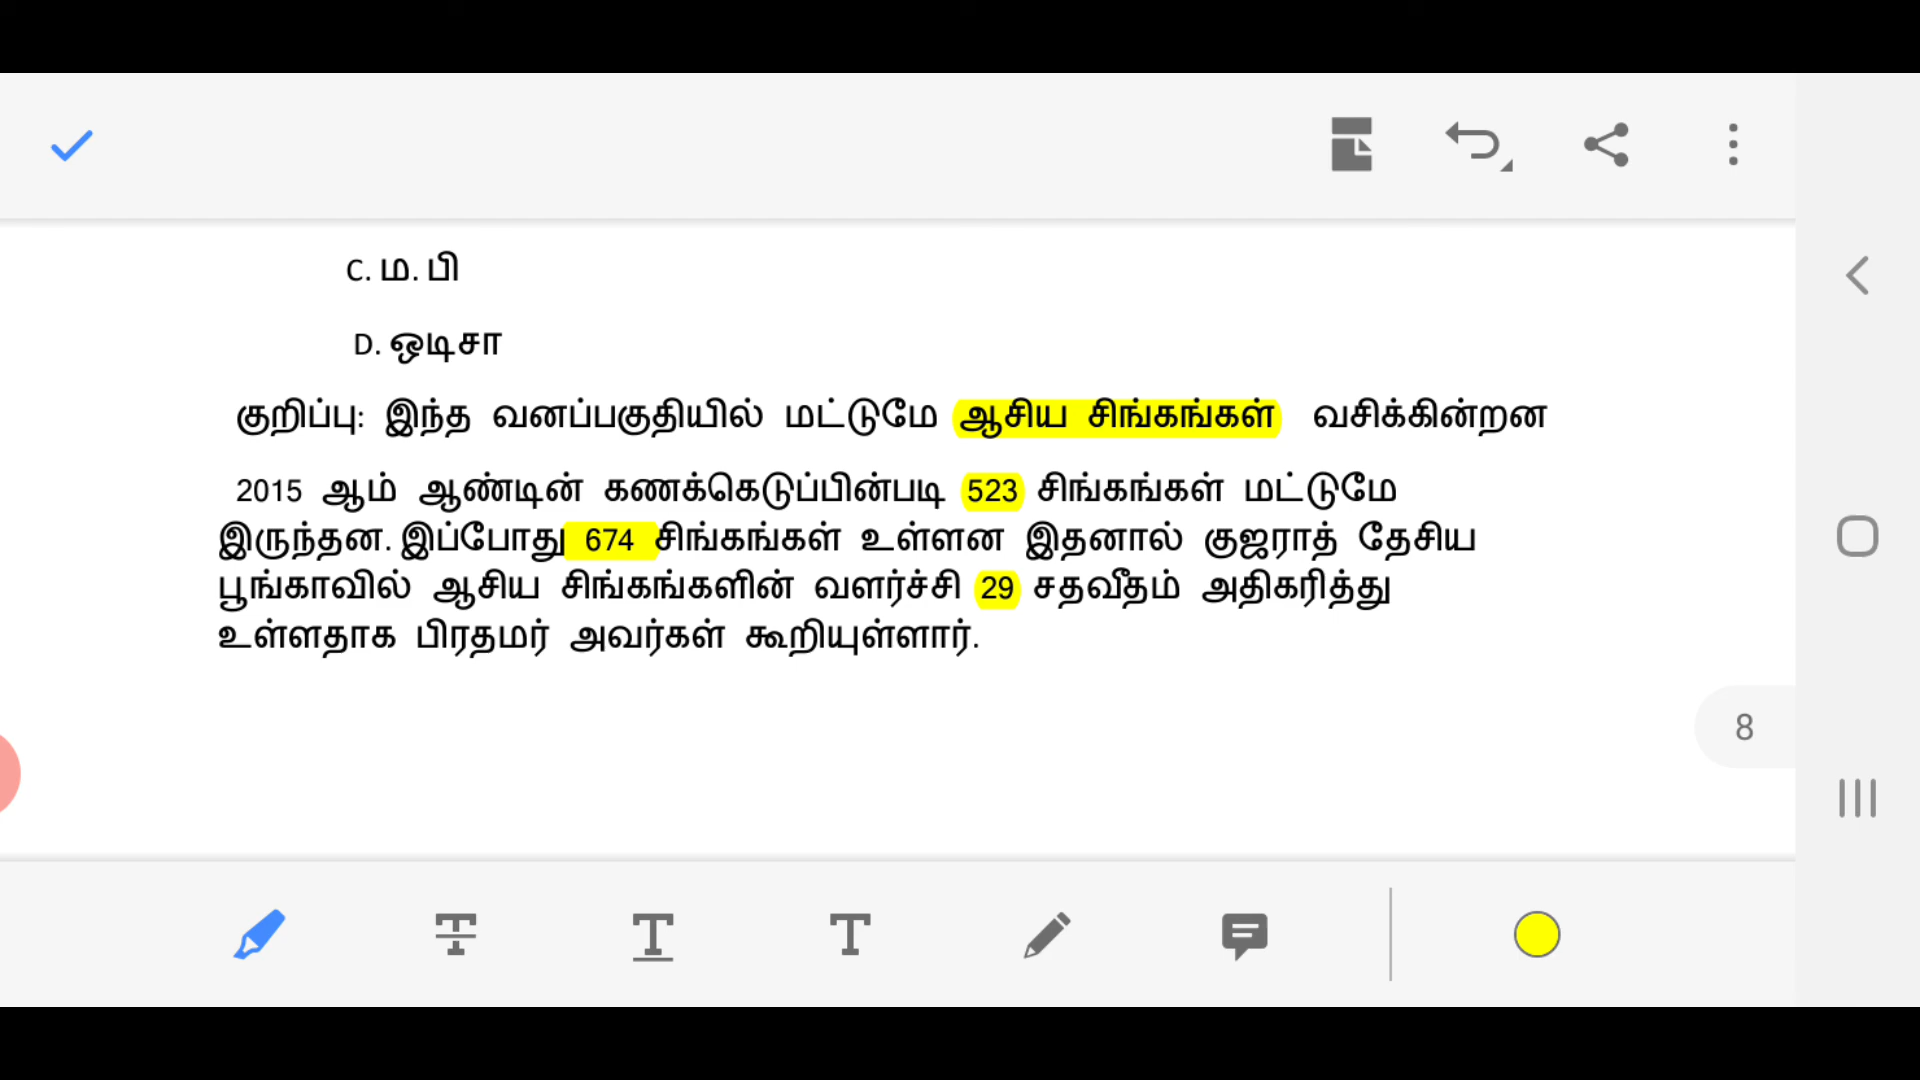 C. ம. பி
D. ஒடிசா
குறிப்பு: இந்த வனப்பகுதியில் மட்டுமே ஆசிய சிங்கங்கள் வசிக்கின்றன
2015 ஆம் ஆண்டின் கணக்கெடுப்பின்படி 523 சிங்கங்கள் மட்டுமே
இருந்தன. இப்போது 674 சிங்கங்கள் உள்ளன இதனால் குஜராத் தேசிய
பூங்காவில் ஆசிய சிங்கங்களின் வளர்ச்சி 29 சதவீதம் அதிகரித்து
உள்ளதாக பிரதமர் அவர்கள் கூறியுள்ளார்.
8